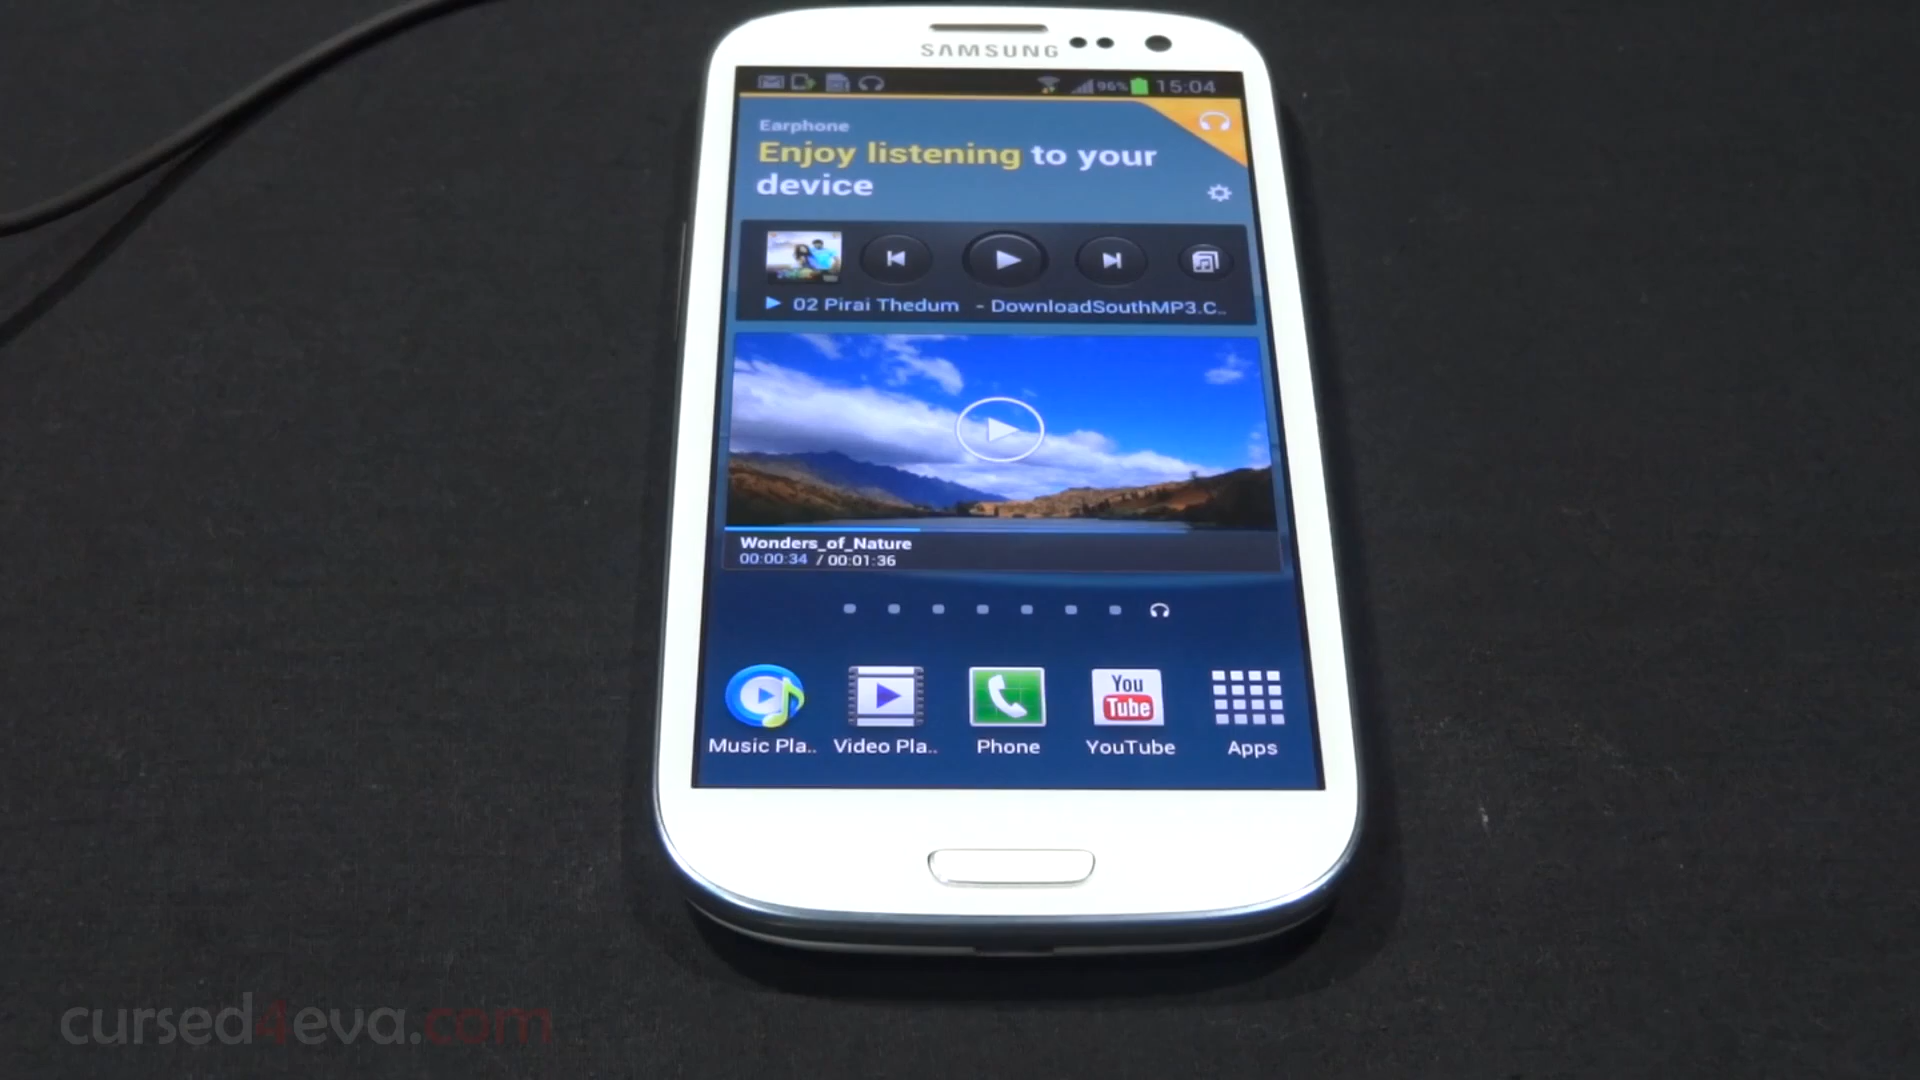 SAMSUNG
96% 15:04
Earphone
Enjoy listening to your
device
02 Pirai Thedum - DownloadSouthMP3.C..
Wonders_of_Nature
00:00:34 / 00:01:36
You
Tube
Music Pla.. Video Pla.. Phone YouTube Apps
cursed4eva.com